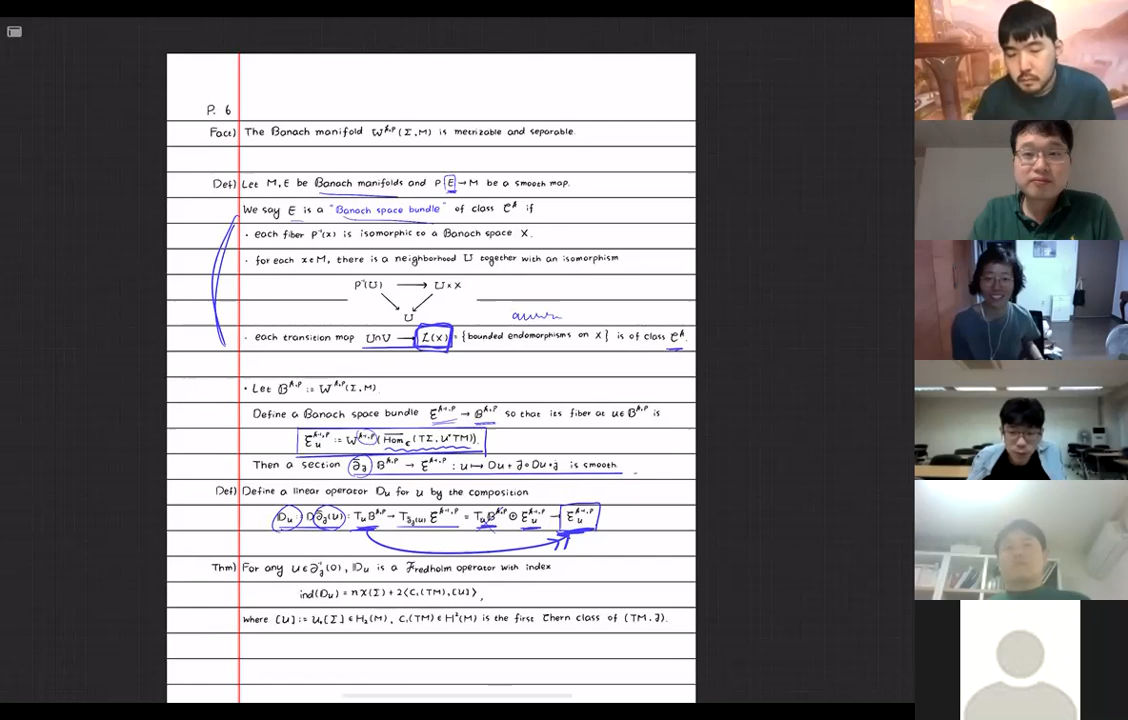 P. 6
Fact) The Banach manifold W^{k,p}(Σ, M) is metrizable and separable.
Def) Let M, E be Banach manifolds and P E → M be a smooth map.
We say E is a "Banach space bundle" of class C^k if
· each fiber P⁻¹(x) is isomorphic to a Banach space X.
· for each x ∈ M, there is a neighborhood U together with an isomorphism
P⁻¹(U) → U × X
U
· each transition map U∩V → L(X) = {bounded endomorphisms on X} is of class C^k.
· Let B^{k,p} := W^{k,p}(Σ, M).
Define a Banach space bundle E^{k-1,p} → B^{k,p} so that its fiber at u ∈ B^{k,p} is
E_u^{k-1,p} := W^{k-1,p}(Hom_C(TΣ, u*TM)).
Then a section ∂̄_J B^{k,p} → E^{k-1,p} : u ↦ Du + J∘Du∘j is smooth
Def) Define a linear operator D_u for u by the composition
D_u := D∂̄_J(u) : T_u B^{k,p} → T_{∂̄_J(u)} E^{k-1,p} = T_u B^{k,p} ⊕ E_u^{k-1,p} → E_u^{k-1,p}
Thm) For any u ∈ ∂̄_J⁻¹(0), D_u is a Fredholm operator with index
ind(D_u) = nχ(Σ) + 2⟨C₁(TM), [u]⟩,
where [u] := u_*[Σ] ∈ H₂(M), C₁(TM) ∈ H²(M) is the first Chern class of (TM, J).